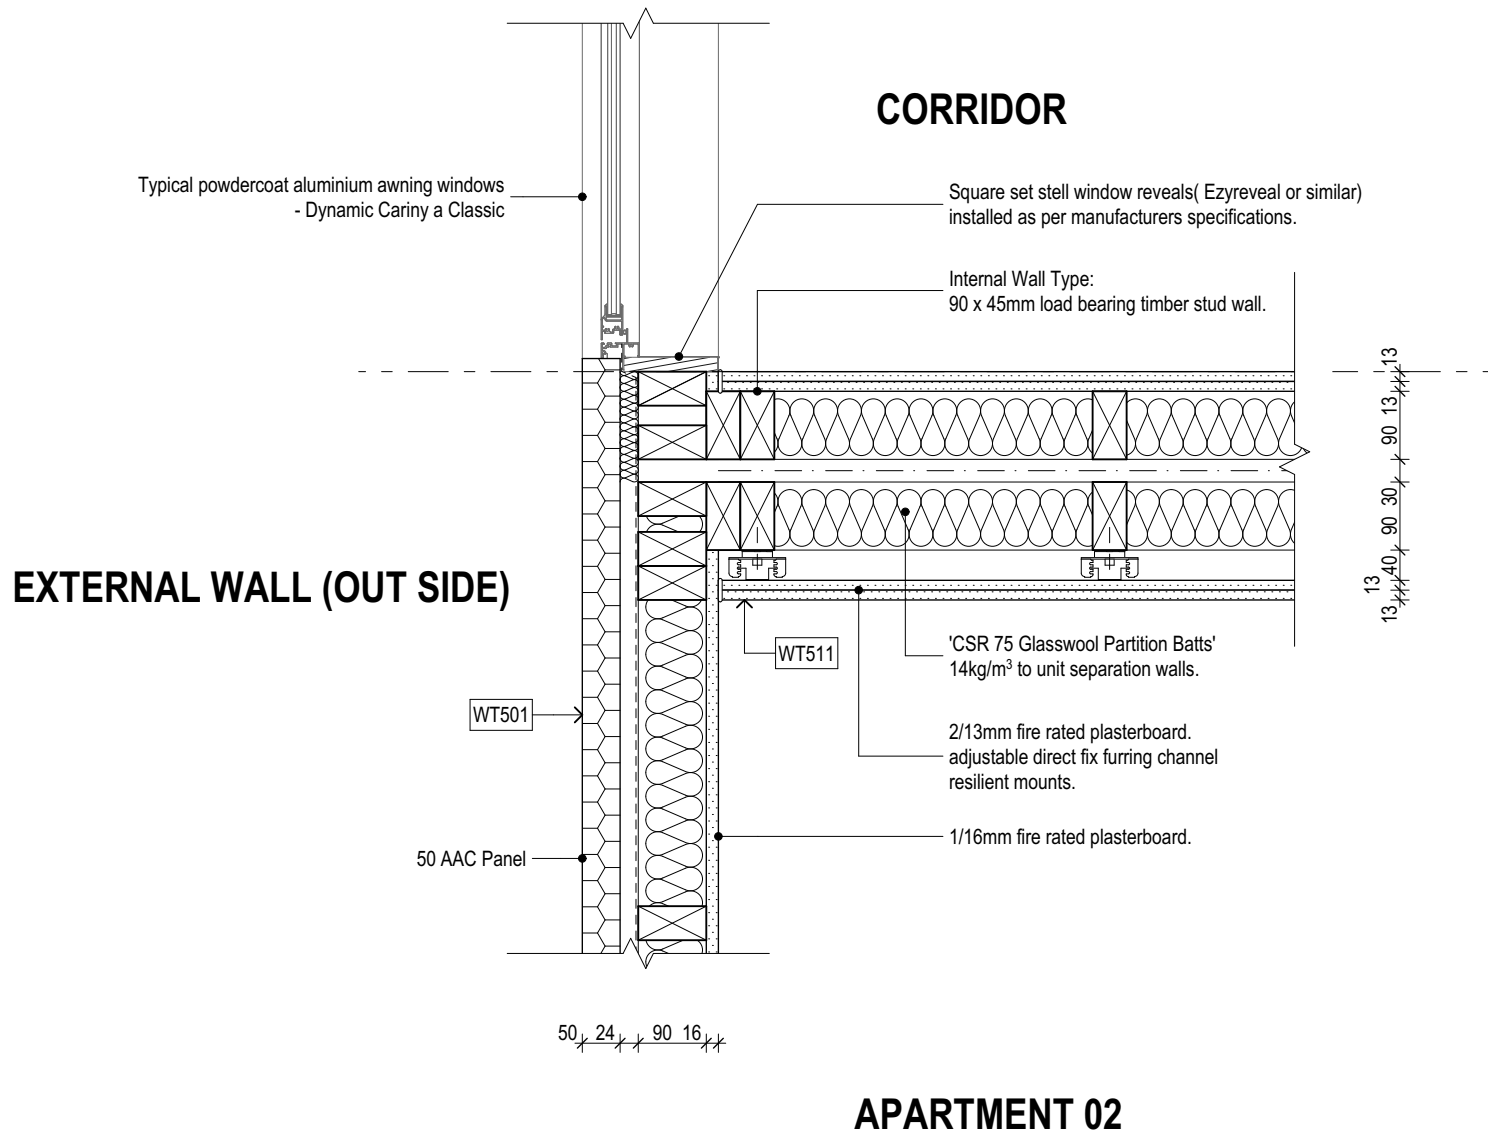 CORRIDOR
Typical powdercoat aluminium awning windows
- Dynamic Cariny a Classic
Square set stell window reveals( Ezyreveal or similar)
installed as per manufacturers specifications.
Internal Wall Type:
90 x 45mm load bearing timber stud wall.
13
13
90
30
90
40
13
13
EXTERNAL WALL (OUT SIDE)
WT511
'CSR 75 Glasswool Partition Batts'
14kg/m³ to unit separation walls.
WT501
2/13mm fire rated plasterboard.
adjustable direct fix furring channel
resilient mounts.
1/16mm fire rated plasterboard.
50 AAC Panel
50 24 90 16
APARTMENT 02